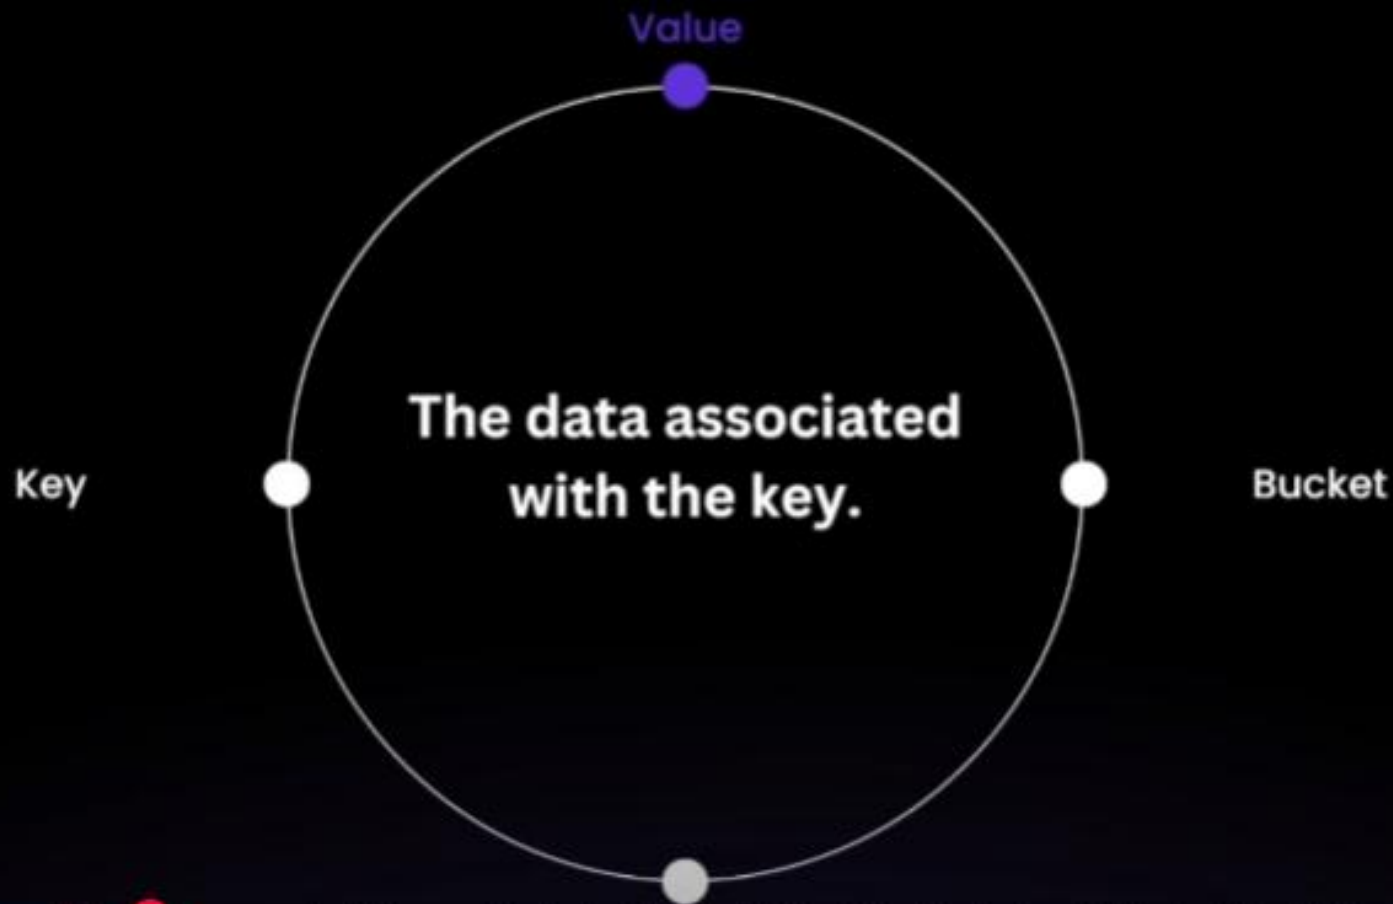 Value
The data associated
with the key.
Key
Bucket